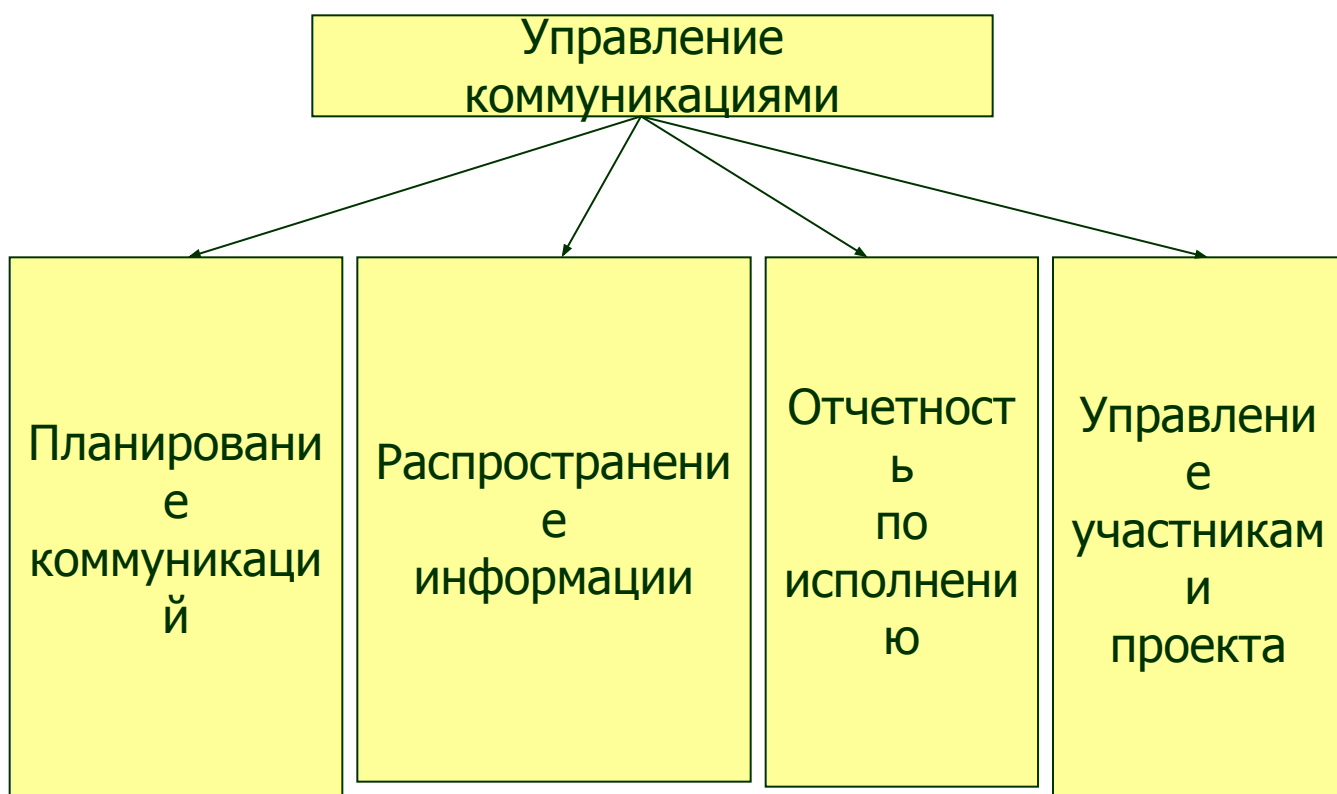 Управление
коммуникациями
Планировани
е
коммуникаци
й
Распространени
е
информации
Отчетност
ь
по
исполнени
ю
Управлени
е
участникам
и
проекта